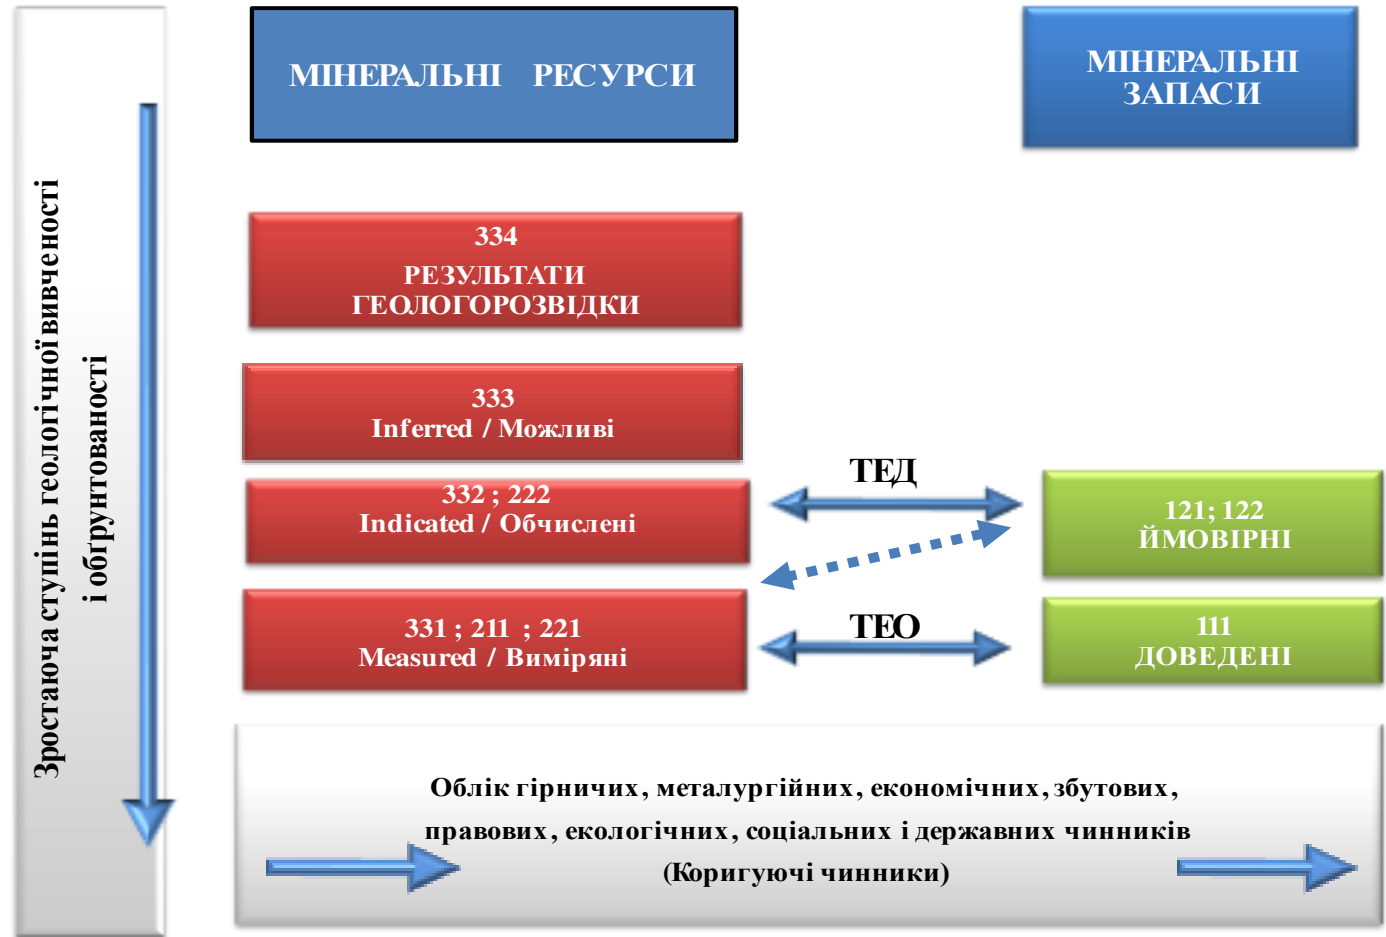 Зростаюча ступінь геологічної вивченості
і обґрунтованості
МІНЕРАЛЬНІ РЕСУРСИ
МІНЕРАЛЬНІ
ЗАПАСИ
334
РЕЗУЛЬТАТИ
ГЕОЛОГОРОЗВІДКИ
333
Inferred / Можливі
332 ; 222
Indicated / Обчислені
ТЕД
121; 122
ЙМОВІРНІ
331 ; 211 ; 221
Measured / Виміряні
ТЕО
111
ДОВЕДЕНІ
Облік гірничих, металургійних, економічних, збутових,
правових, екологічних, соціальних і державних чинників
(Коригуючі чинники)